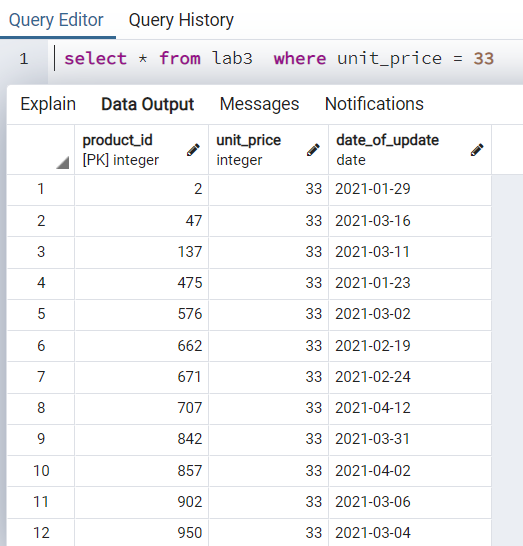 Query Editor Query History
1 select * from lab3  where unit_price = 33
Explain Data Output Messages Notifications
product_id unit_price date_of_update
[PK] integer integer date
1 2 33 2021-01-29
2 47 33 2021-03-16
3 137 33 2021-03-11
4 475 33 2021-01-23
5 576 33 2021-03-02
6 662 33 2021-02-19
7 671 33 2021-02-24
8 707 33 2021-04-12
9 842 33 2021-03-31
10 857 33 2021-04-02
11 902 33 2021-03-06
12 950 33 2021-03-04